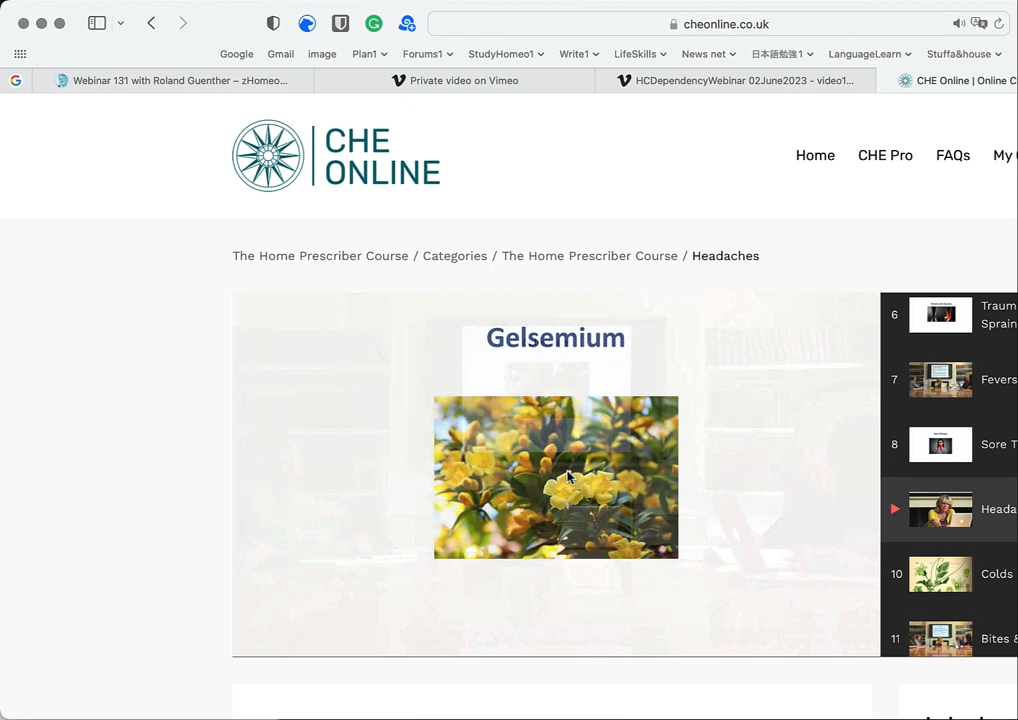 cheonline.co.uk
Google Gmail image Plan1 Forums1 StudyHomeo1 Write1 LifeSkills News net 日本語勉強1 LanguageLearn Stuffa&house
G Webinar 131 with Roland Guenther – zHomeo... Private video on Vimeo HCDependencyWebinar 02June2023 - video1... CHE Online | Online C
CHE
ONLINE
Home CHE Pro FAQs My
The Home Prescriber Course / Categories / The Home Prescriber Course / Headaches
Gelsemium
6 Traum
Sprain
7 Fevers
8 Sore T
Heada
10 Colds
11 Bites &